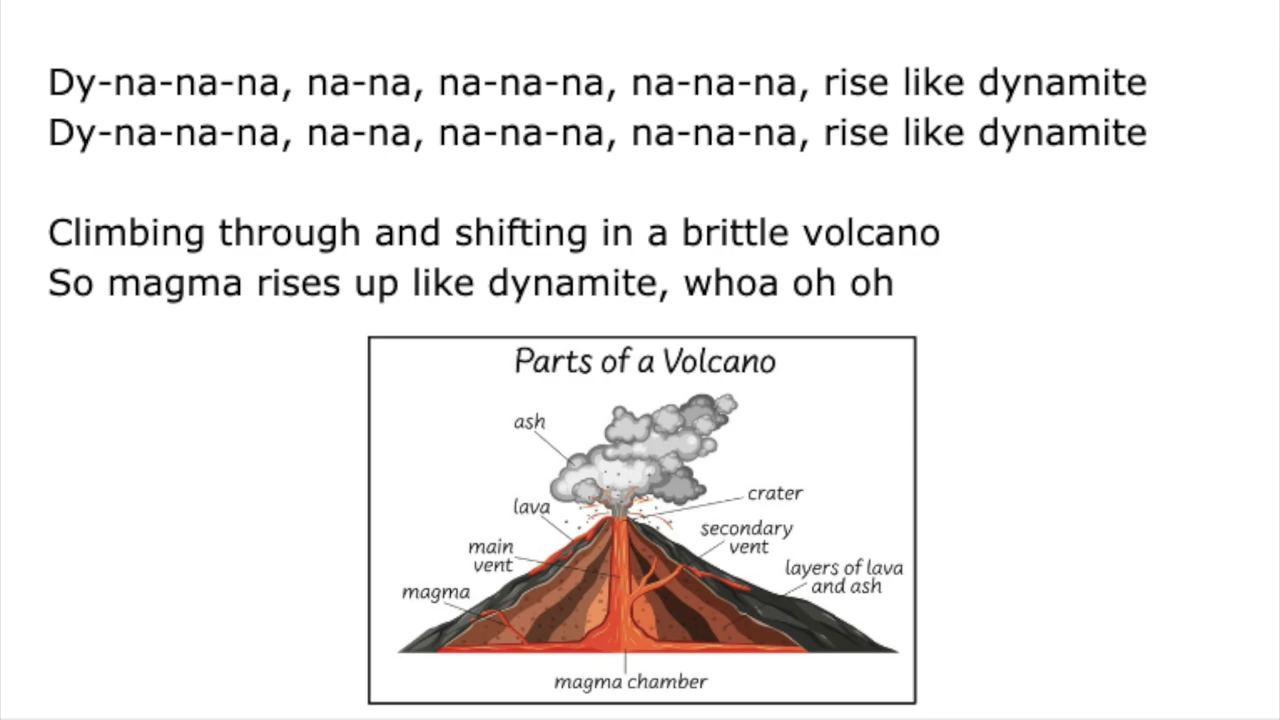 Dy-na-na-na, na-na, na-na-na, na-na-na, rise like dynamite
Dy-na-na-na, na-na, na-na-na, na-na-na, rise like dynamite
Climbing through and shifting in a brittle volcano
So magma rises up like dynamite, whoa oh oh
Parts of a Volcano
ash
crater
lava
secondary
vent
main
vent
layers of lava
and ash
magma
magma chamber